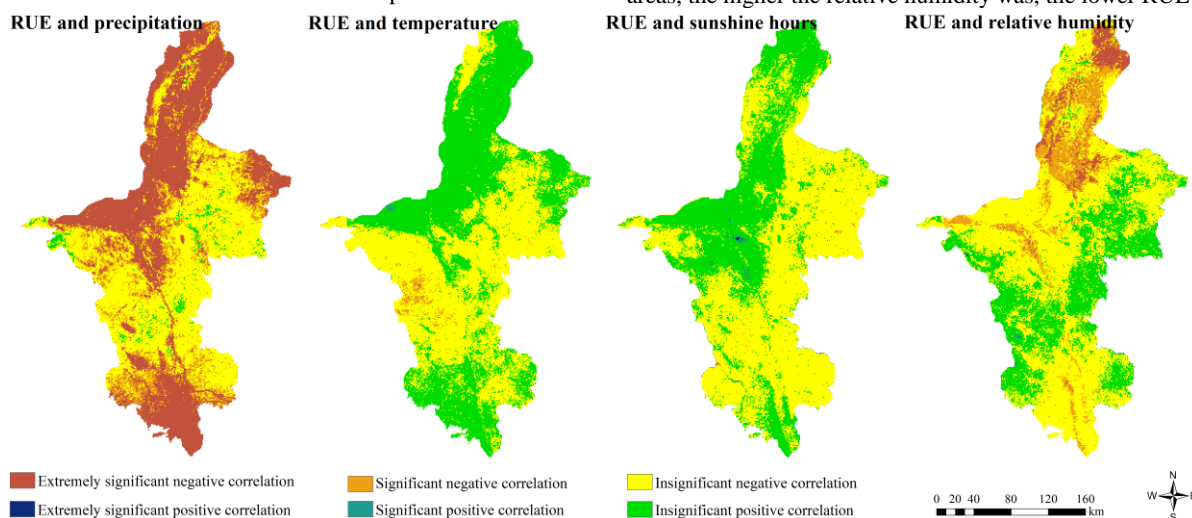 areas, the higher the relative humidity was, the lower RUE
RUE and precipitation
RUE and temperature
RUE and sunshine hours
RUE and relative humidity
Extremely significant negative correlation
Significant negative correlation
Insignificant negative correlation
Extremely significant positive correlation
Significant positive correlation
Insignificant positive correlation
0 20 40 80 120 160
km
N
W E
S